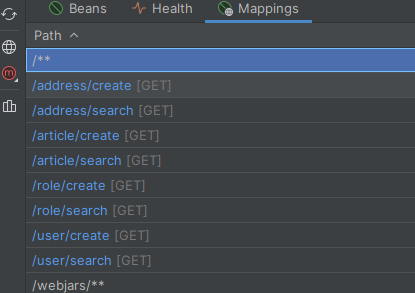 Beans Health Mappings
Path
/**
/address/create [GET]
/address/search [GET]
/article/create [GET]
/article/search [GET]
/role/create [GET]
/role/search [GET]
/user/create [GET]
/user/search [GET]
/webjars/**
m